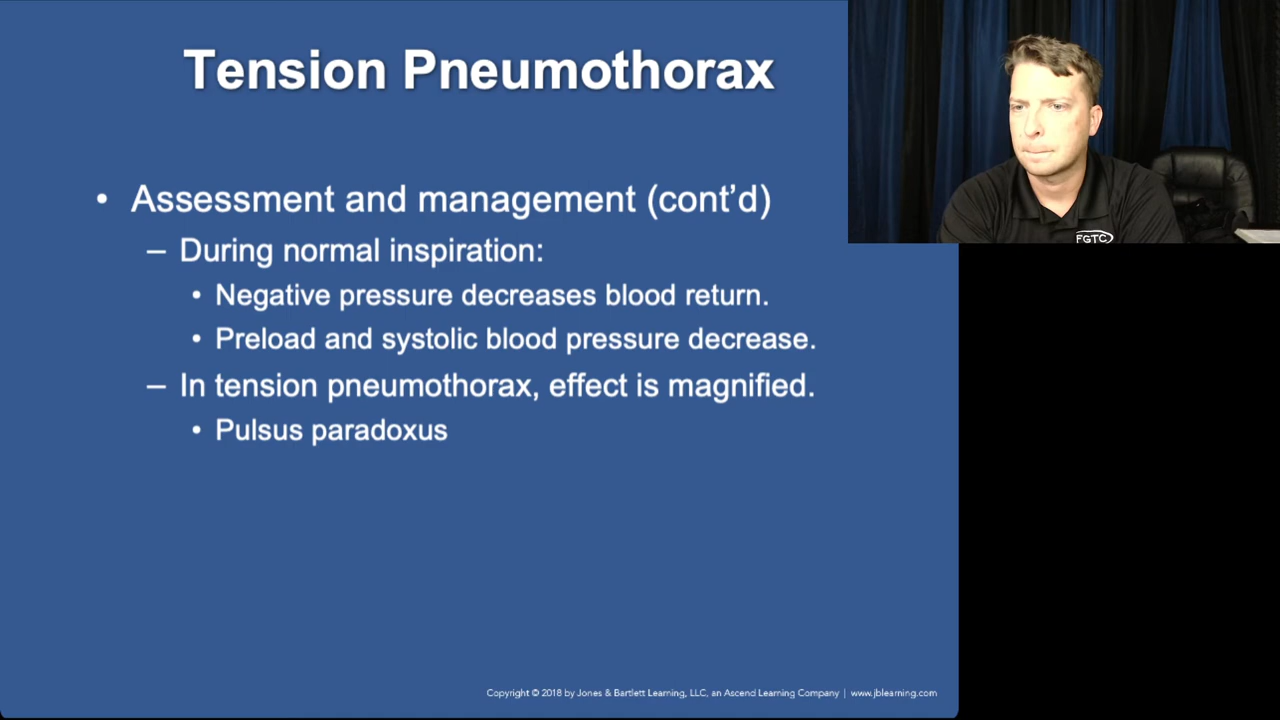 Tension Pneumothorax
• Assessment and management (cont’d)
– During normal inspiration:
• Negative pressure decreases blood return.
• Preload and systolic blood pressure decrease.
– In tension pneumothorax, effect is magnified.
• Pulsus paradoxus
FGTC
Copyright © 2018 by Jones & Bartlett Learning, LLC, an Ascend Learning Company | www.jblearning.com